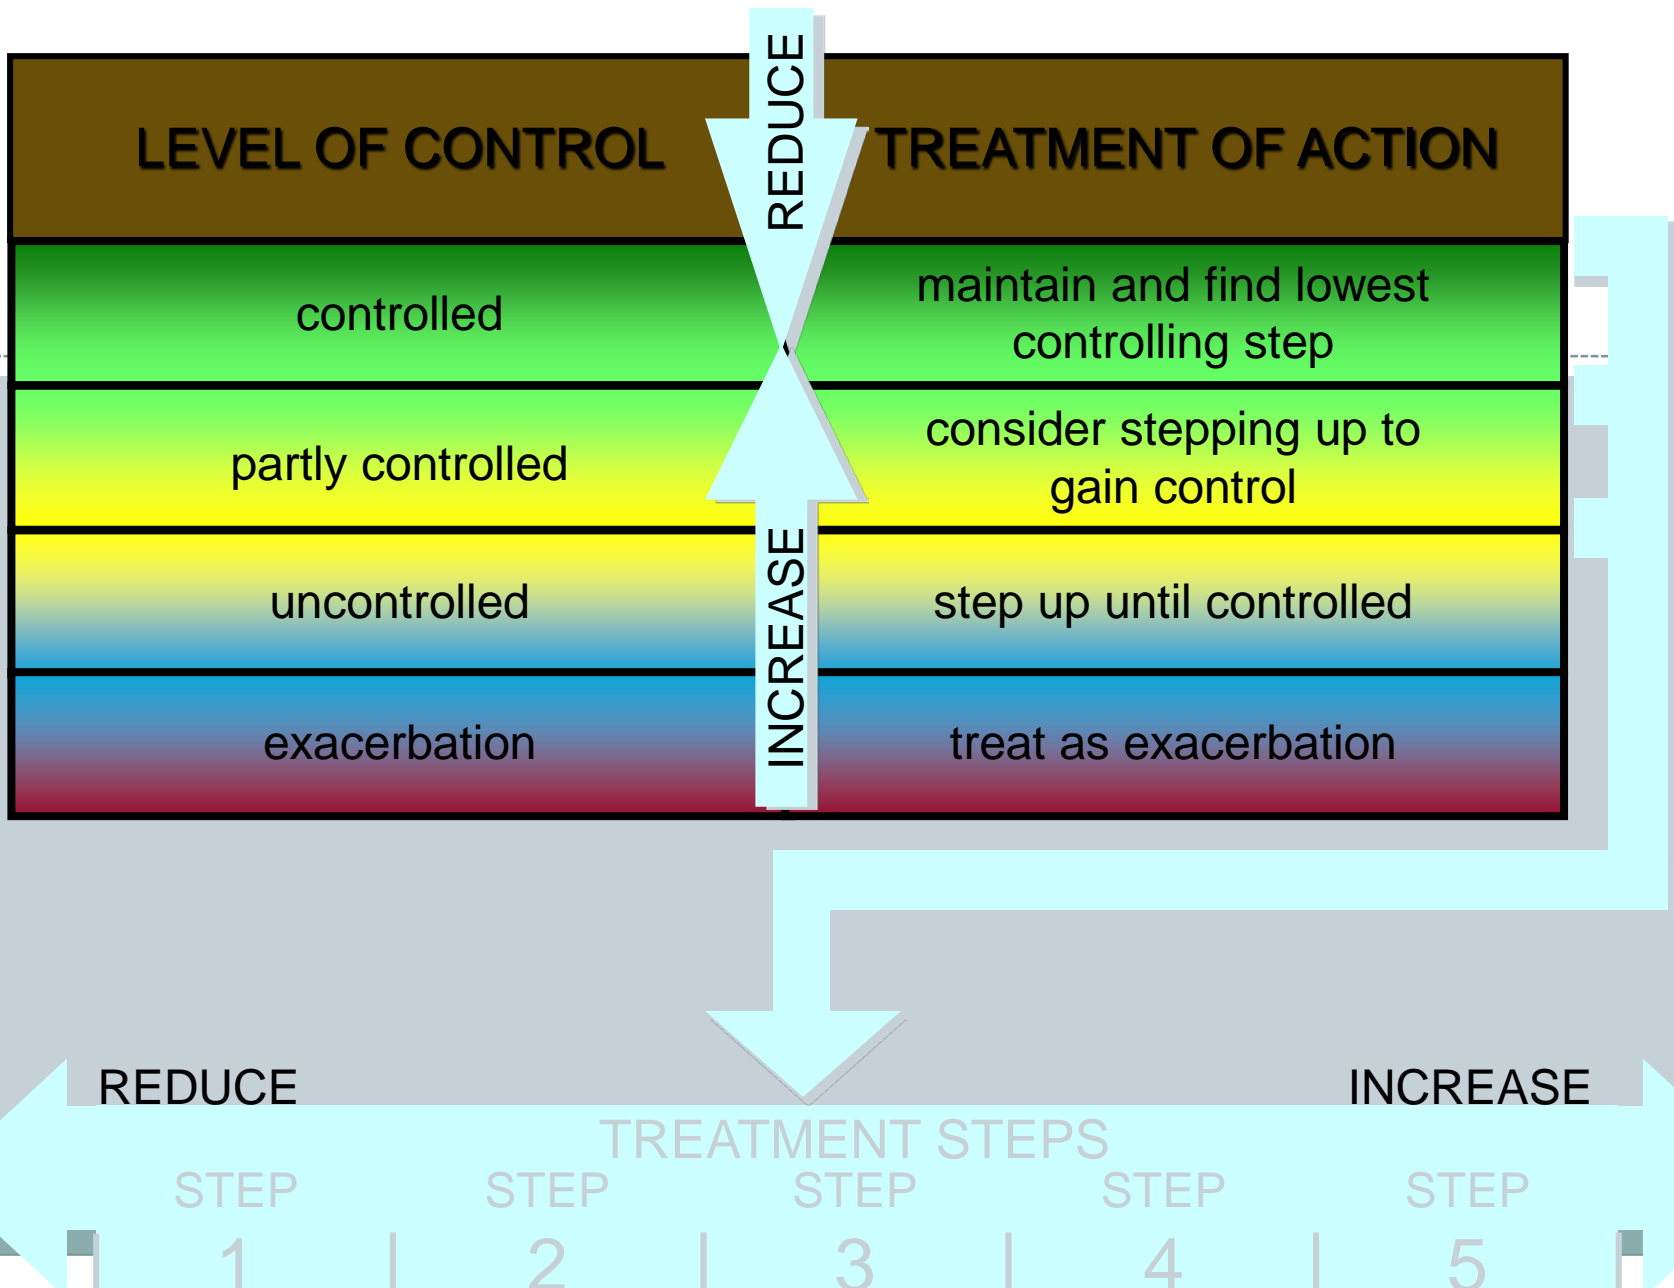 REDUCE
LEVEL OF CONTROL
TREATMENT OF ACTION
controlled
maintain and find lowest
controlling step
partly controlled
consider stepping up to
gain control
INCREASE
uncontrolled
step up until controlled
exacerbation
treat as exacerbation
REDUCE
INCREASE
TREATMENT STEPS
STEP STEP STEP STEP STEP
1 2 3 4 5